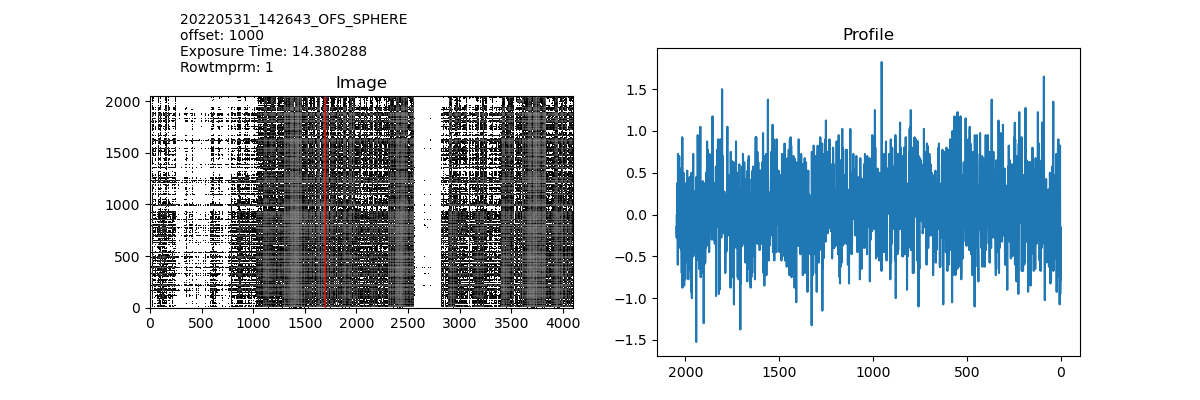 20220531_142643_OFS_SPHERE
offset: 1000
Exposure Time: 14.380288
Rowtmprm: 1
Image
2000
1500
1000
500
0
0 500 1000 1500 2000 2500 3000 3500 4000
Profile
1.5
1.0
0.5
0.0
−0.5
−1.0
−1.5
2000 1500 1000 500 0